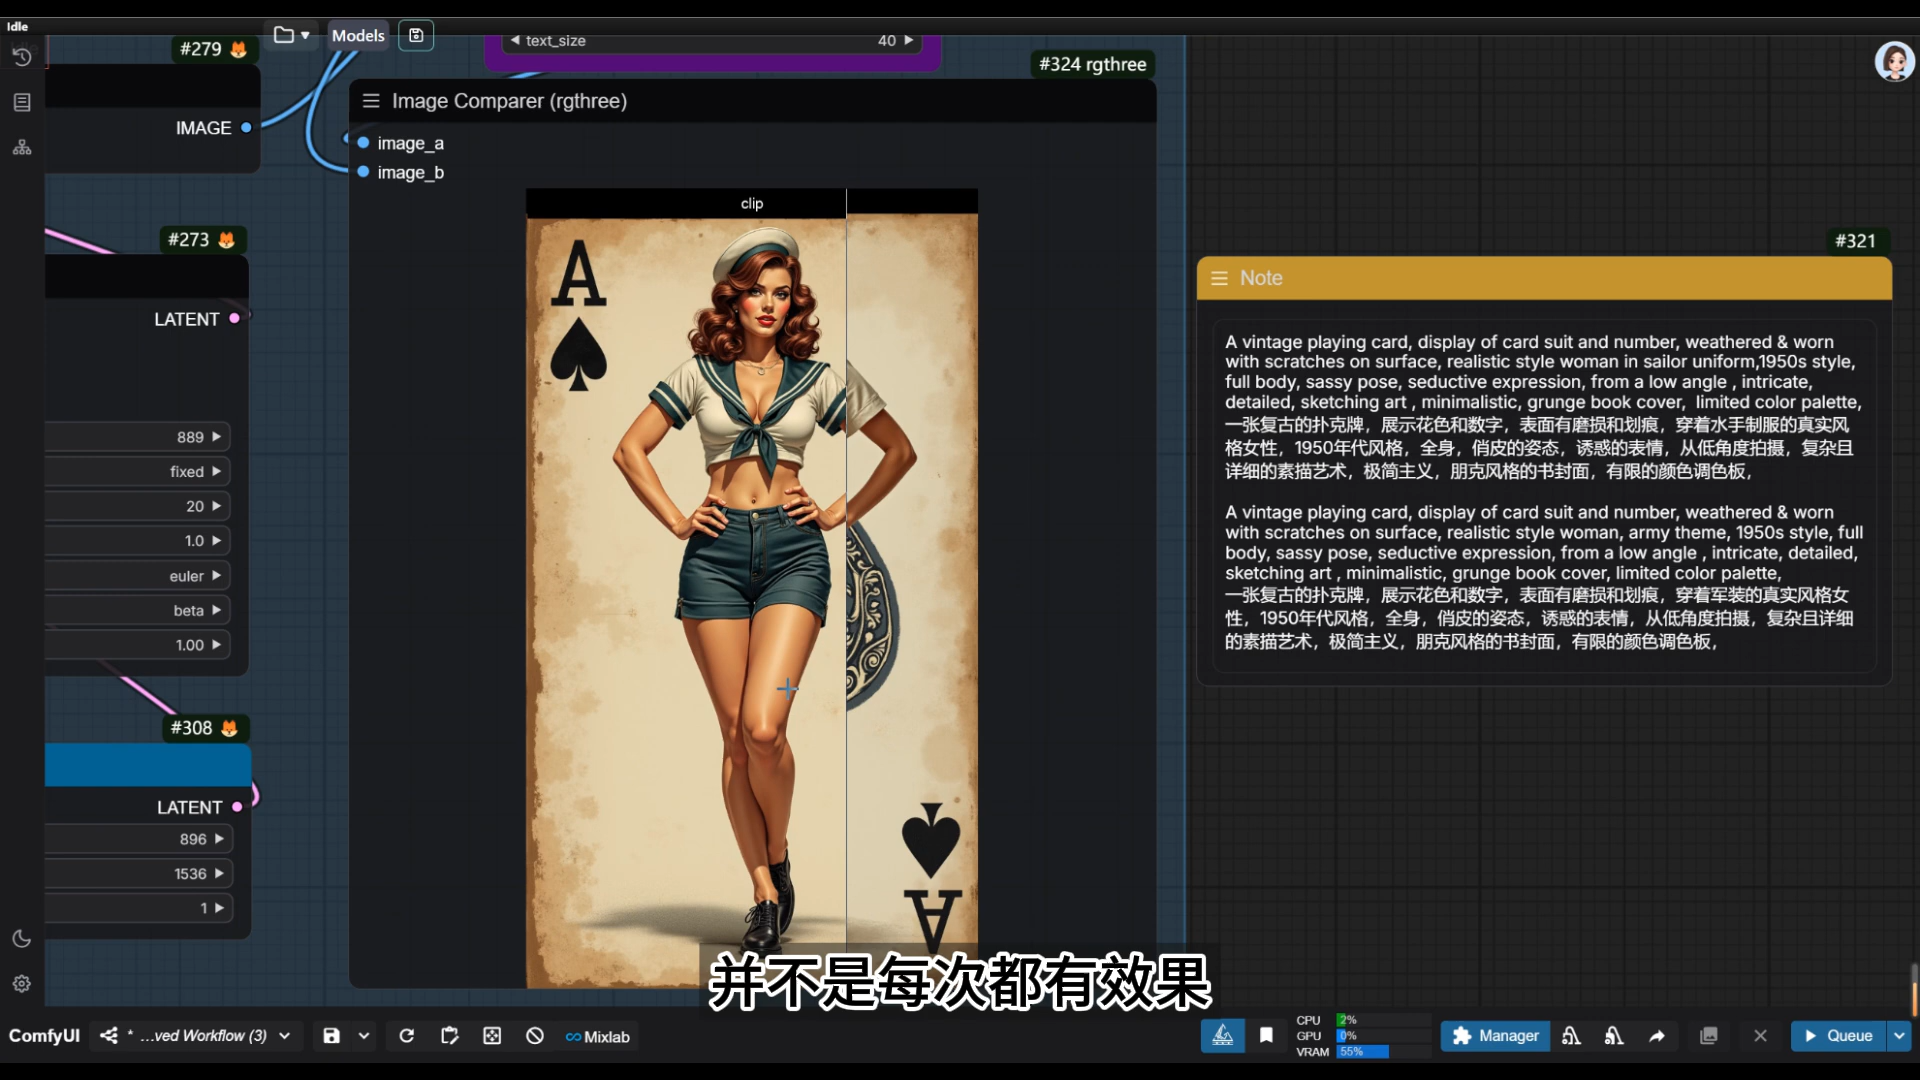 Idle
#279
Models
text_size 40
#324 rgthree
Image Comparer (rgthree)
IMAGE
image_a
image_b
clip
A
#273
LATENT
889
fixed
20
1.0
euler
beta
1.00
#308
LATENT
896
1536
1
A
#321
Note
A vintage playing card, display of card suit and number, weathered & worn
with scratches on surface, realistic style woman in sailor uniform,1950s style,
full body, sassy pose, seductive expression, from a low angle , intricate,
detailed, sketching art , minimalistic, grunge book cover,  limited color palette,
一张复古的扑克牌，展示花色和数字，表面有磨损和划痕，穿着水手制服的真实风
格女性，1950年代风格，全身，俏皮的姿态，诱惑的表情，从低角度拍摄，复杂且
详细的素描艺术，极简主义，朋克风格的书封面，有限的颜色调色板，
A vintage playing card, display of card suit and number, weathered & worn
with scratches on surface, realistic style woman, army theme, 1950s style, full
body, sassy pose, seductive expression, from a low angle , intricate, detailed,
sketching art , minimalistic, grunge book cover, limited color palette,
一张复古的扑克牌，展示花色和数字，表面有磨损和划痕，穿着军装的真实风格女
性，1950年代风格，全身，俏皮的姿态，诱惑的表情，从低角度拍摄，复杂且详细
的素描艺术，极简主义，朋克风格的书封面，有限的颜色调色板，
并不是每次都有效果
ComfyUI
* ...ved Workflow (3)
Mixlab
CPU 2%
GPU 0%
VRAM 55%
Manager
Queue